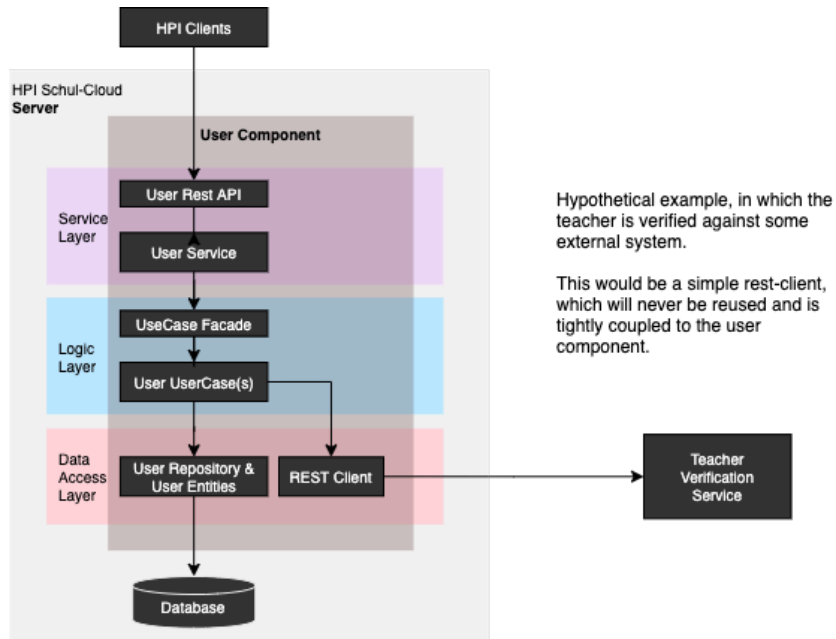 HPI Clients
HPI Schul-Cloud
Server
User Component
User Rest API
Service
Layer
User Service
UseCase Facade
Logic
Layer
User UserCase(s)
Data
Access
Layer
User Repository &
User Entities
REST Client
Database
Hypothetical example, in which the
teacher is verified against some
external system.
This would be a simple rest-client,
which will never be reused and is
tightly coupled to the user
component.
Teacher
Verification
Service